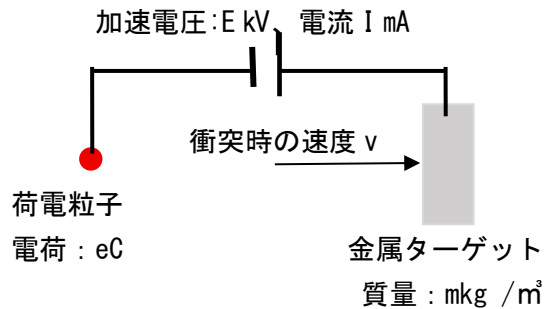 加速電圧:E kV、電流 I mA
衝突時の速度 v
荷電粒子
電荷：eC
金属ターゲット
質量：mkg /㎥